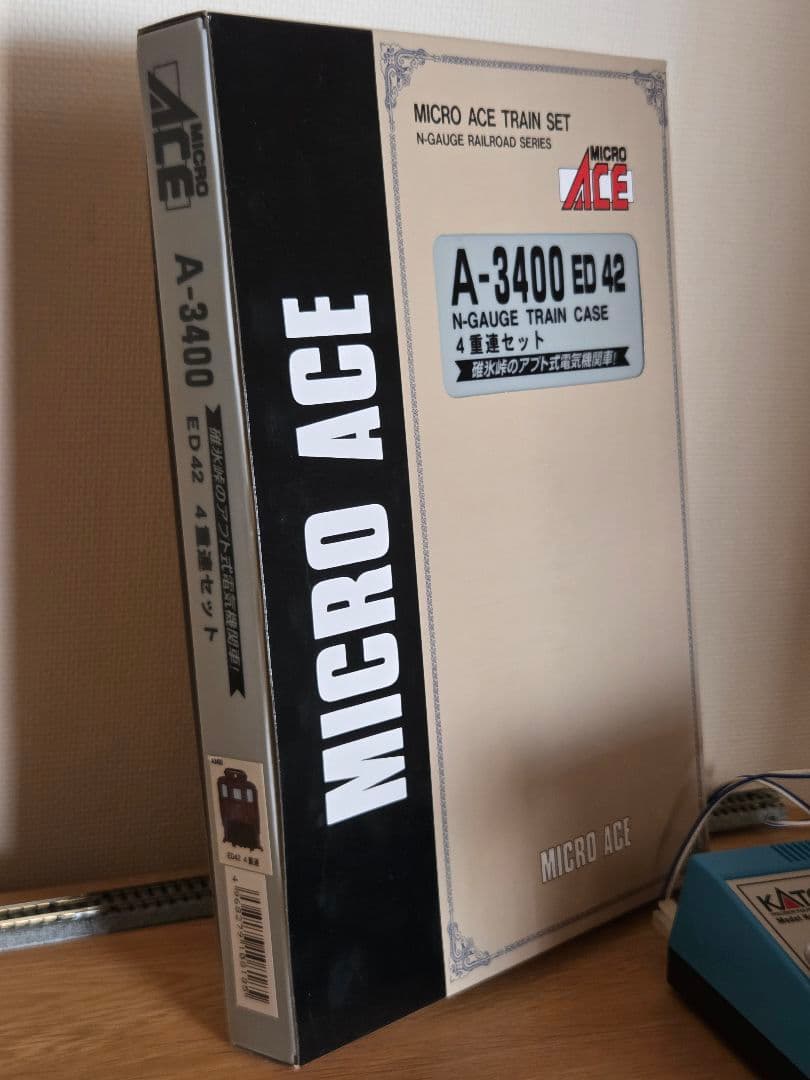 MICRO ACE
A-3400
碓氷峠のアプト式電気機関車!
ED42 4重連セット
ED42 4重連
MICRO ACE
MICRO ACE TRAIN SET
N-GAUGE RAILROAD SERIES
MICRO
ACE
A-3400 ED 42
N-GAUGE TRAIN CASE
4重連セット
碓氷峠のアプト式電気機関車!
MICRO ACE
KATO